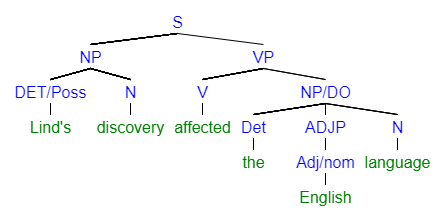 S
NP VP
DET/Poss N V NP/DO
Lind's discovery affected Det ADJP N
the Adj/nom language
English